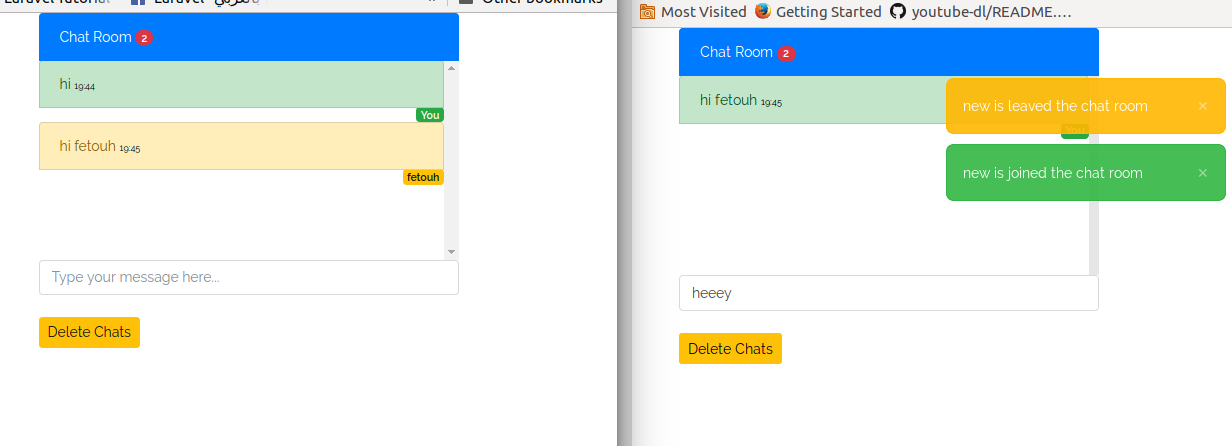 Laravel Tutorial
Laravel
Other Bookmarks
Chat Room 2
hi 19:44
You
hi fetouh 19:45
fetouh
Type your message here...
Delete Chats
Most Visited Getting Started youtube-dl/README....
Chat Room 2
hi fetouh 19:45
You
new is leaved the chat room ×
new is joined the chat room ×
heeey
Delete Chats